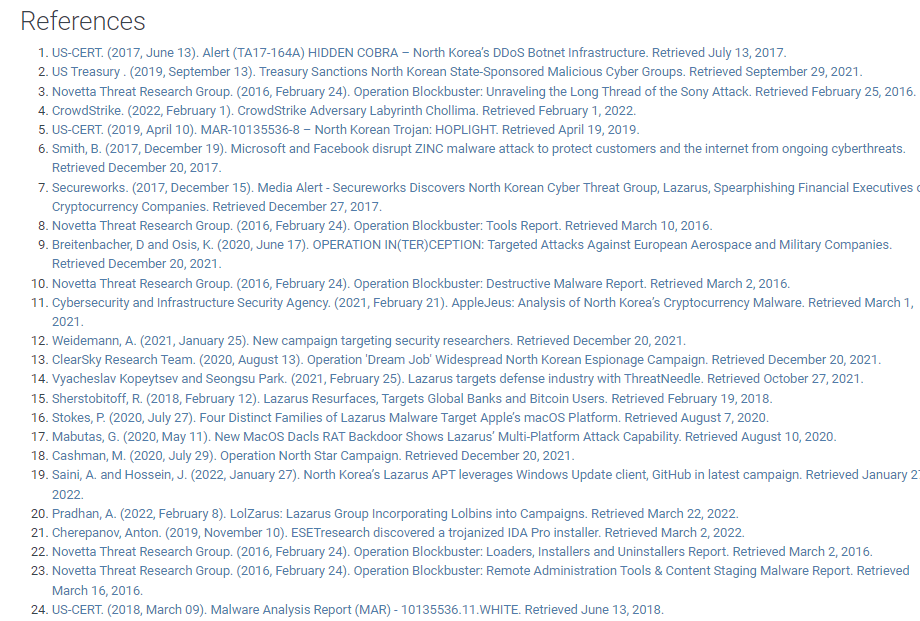 References
1. US-CERT. (2017, June 13). Alert (TA17-164A) HIDDEN COBRA – North Korea’s DDoS Botnet Infrastructure. Retrieved July 13, 2017.
2. US Treasury . (2019, September 13). Treasury Sanctions North Korean State-Sponsored Malicious Cyber Groups. Retrieved September 29, 2021.
3. Novetta Threat Research Group. (2016, February 24). Operation Blockbuster: Unraveling the Long Thread of the Sony Attack. Retrieved February 25, 2016.
4. CrowdStrike. (2022, February 1). CrowdStrike Adversary Labyrinth Chollima. Retrieved February 1, 2022.
5. US-CERT. (2019, April 10). MAR-10135536-8 – North Korean Trojan: HOPLIGHT. Retrieved April 19, 2019.
6. Smith, B. (2017, December 19). Microsoft and Facebook disrupt ZINC malware attack to protect customers and the internet from ongoing cyberthreats.
Retrieved December 20, 2017.
7. Secureworks. (2017, December 15). Media Alert - Secureworks Discovers North Korean Cyber Threat Group, Lazarus, Spearphishing Financial Executives
Cryptocurrency Companies. Retrieved December 27, 2017.
8. Novetta Threat Research Group. (2016, February 24). Operation Blockbuster: Tools Report. Retrieved March 10, 2016.
9. Breitenbacher, D and Osis, K. (2020, June 17). OPERATION IN(TER)CEPTION: Targeted Attacks Against European Aerospace and Military Companies.
Retrieved December 20, 2021.
10. Novetta Threat Research Group. (2016, February 24). Operation Blockbuster: Destructive Malware Report. Retrieved March 2, 2016.
11. Cybersecurity and Infrastructure Security Agency. (2021, February 21). AppleJeus: Analysis of North Korea’s Cryptocurrency Malware. Retrieved March 1,
2021.
12. Weidemann, A. (2021, January 25). New campaign targeting security researchers. Retrieved December 20, 2021.
13. ClearSky Research Team. (2020, August 13). Operation 'Dream Job' Widespread North Korean Espionage Campaign. Retrieved December 20, 2021.
14. Vyacheslav Kopeytsev and Seongsu Park. (2021, February 25). Lazarus targets defense industry with ThreatNeedle. Retrieved October 27, 2021.
15. Sherstobitoff, R. (2018, February 12). Lazarus Resurfaces, Targets Global Banks and Bitcoin Users. Retrieved February 19, 2018.
16. Stokes, P. (2020, July 27). Four Distinct Families of Lazarus Malware Target Apple’s macOS Platform. Retrieved August 7, 2020.
17. Mabutas, G. (2020, May 11). New MacOS Dacls RAT Backdoor Shows Lazarus’ Multi-Platform Attack Capability. Retrieved August 10, 2020.
18. Cashman, M. (2020, July 29). Operation North Star Campaign. Retrieved December 20, 2021.
19. Saini, A. and Hossein, J. (2022, January 27). North Korea’s Lazarus APT leverages Windows Update client, GitHub in latest campaign. Retrieved January
2022.
20. Pradhan, A. (2022, February 8). LolZarus: Lazarus Group Incorporating Lolbins into Campaigns. Retrieved March 22, 2022.
21. Cherepanov, Anton. (2019, November 10). ESETresearch discovered a trojanized IDA Pro installer. Retrieved March 2, 2022.
22. Novetta Threat Research Group. (2016, February 24). Operation Blockbuster: Loaders, Installers and Uninstallers Report. Retrieved March 2, 2016.
23. Novetta Threat Research Group. (2016, February 24). Operation Blockbuster: Remote Administration Tools & Content Staging Malware Report. Retrieved
March 16, 2016.
24. US-CERT. (2018, March 09). Malware Analysis Report (MAR) - 10135536.11.WHITE. Retrieved June 13, 2018.